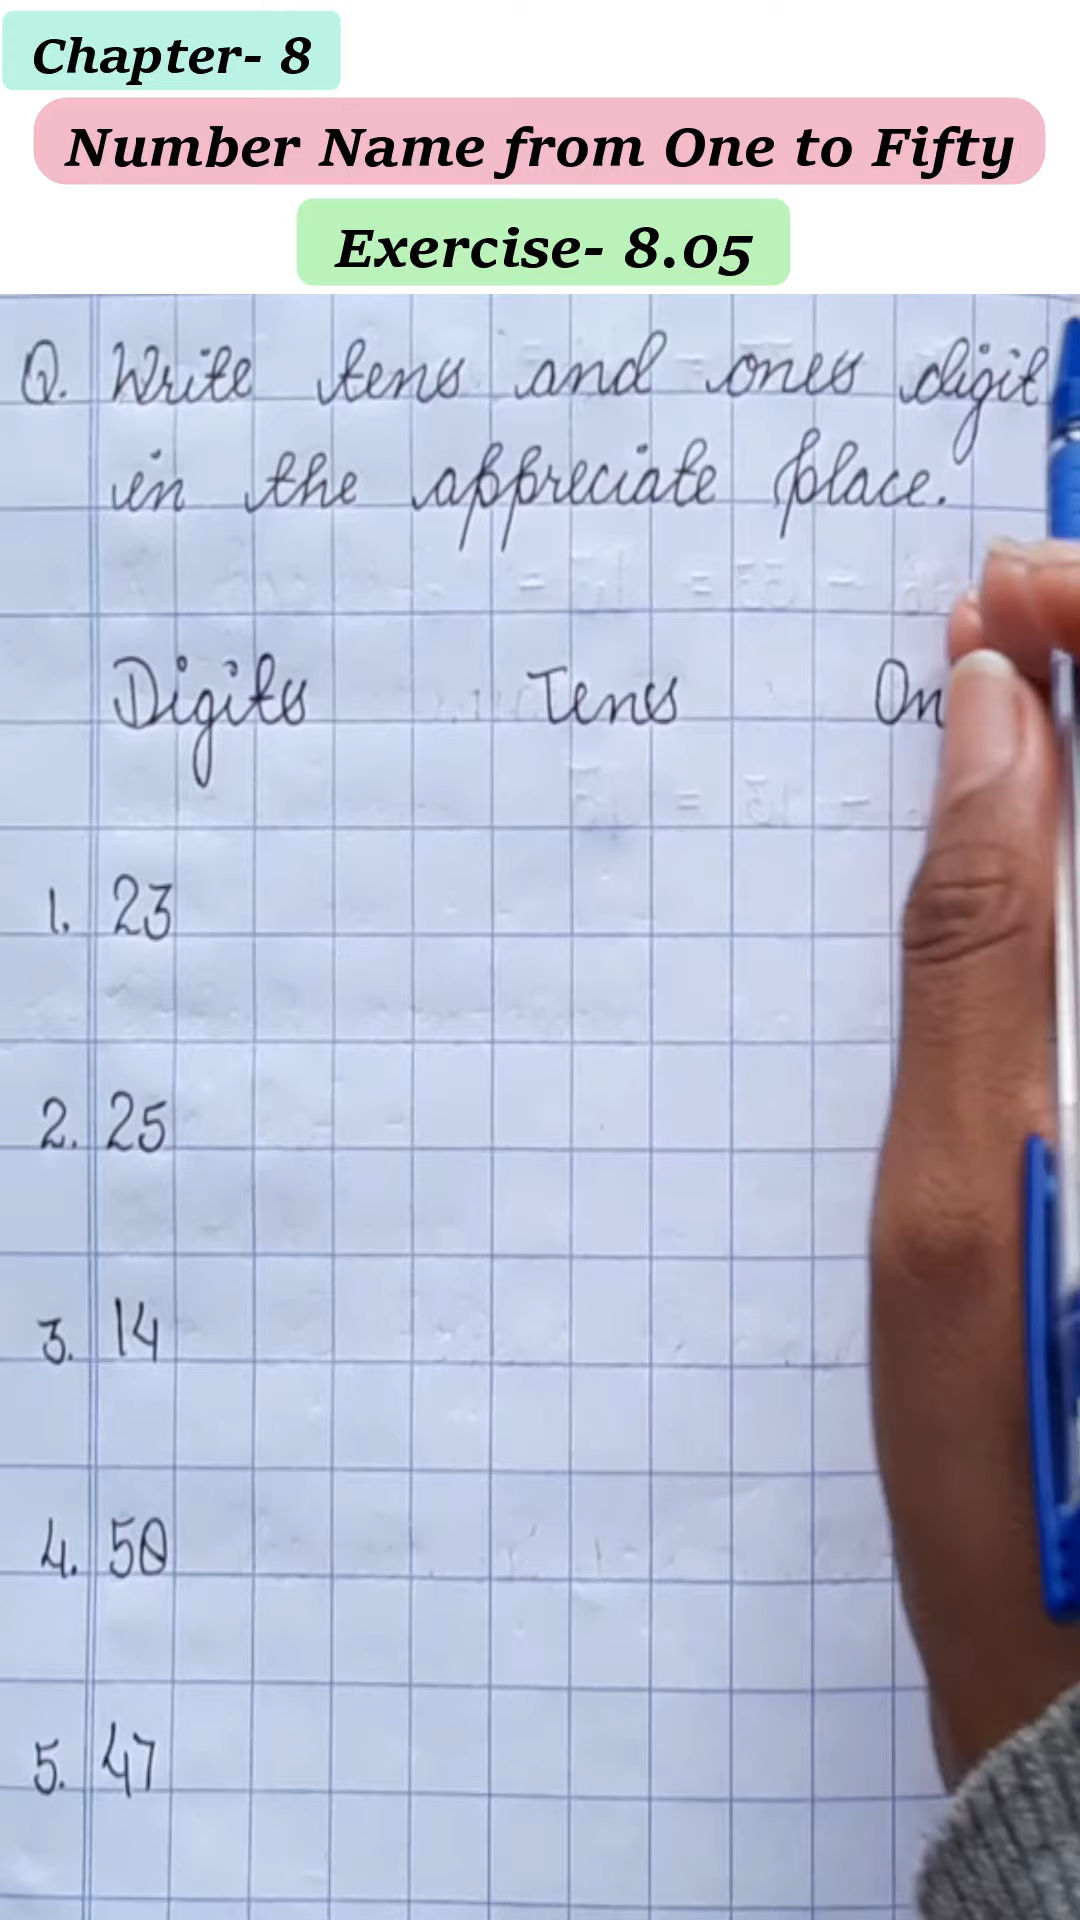 Chapter- 8
Number Name from One to Fifty
Exercise- 8.05
Q. Write tens and ones digit
in the appreciate place.
Digits Tens On
1. 23
2. 25
3. 14
4. 50
5. 47